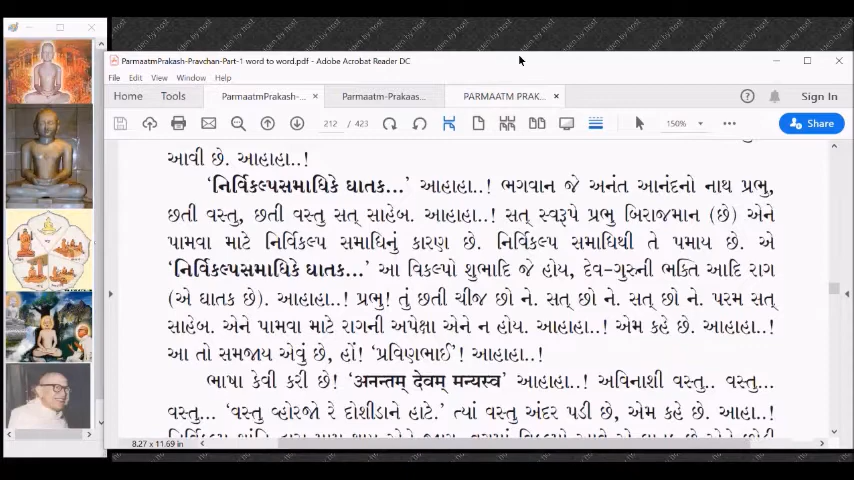 ParmaatmPrakash-Pravchan-Part-1 word to word.pdf - Adobe Acrobat Reader DC
File Edit View Window Help
Home Tools ParmaatmPrakash-... × Parmaatm-Prakaas... PARMAATM PRAK... × Sign In
212 / 423 150% Share
આવી છે. આહાહા..!
‘નિર્વિકલ્પસમાધિકે ઘાતક...’ આહાહા..! ભગવાન જે અનંત આનંદનો નાથ પ્રભુ,
છતી વસ્તુ, છતી વસ્તુ સત્ સાહેબ. આહાહા..! સત્ સ્વરૂપે પ્રભુ બિરાજમાન (છે) એને
પામવા માટે નિર્વિકલ્પ સમાધિનું કારણ છે. નિર્વિકલ્પ સમાધિથી તે પમાય છે. એ
‘નિર્વિકલ્પસમાધિકે ઘાતક...’ આ વિકલ્પો શુભાદિ જે હોય, દેવ-ગુરુની ભક્તિ આદિ રાગ
(એ ઘાતક છે). આહાહા..! પ્રભુ! તું છતી ચીજ છો ને. સત્ છો ને. સત્ છો ને. પરમ સત્
સાહેબ. એને પામવા માટે રાગની અપેક્ષા એને ન હોય. આહાહા..! એમ કહે છે. આહાહા..!
આ તો સમજાય એવું છે, હોં! ‘પ્રવિણભાઈ’! આહાહા..!
ભાષા કેવી કરી છે! ‘अनन्तम् देवम् मन्यस्व’ આહાહા..! અવિનાશી વસ્તુ.. વસ્તુ...
વસ્તુ... ‘વસ્તુ વ્હોરજો રે દોશીડાને હાટે.’ ત્યાં વસ્તુ અંદર પડી છે, એમ કહે છે. આહા..!
8.27 x 11.69 in